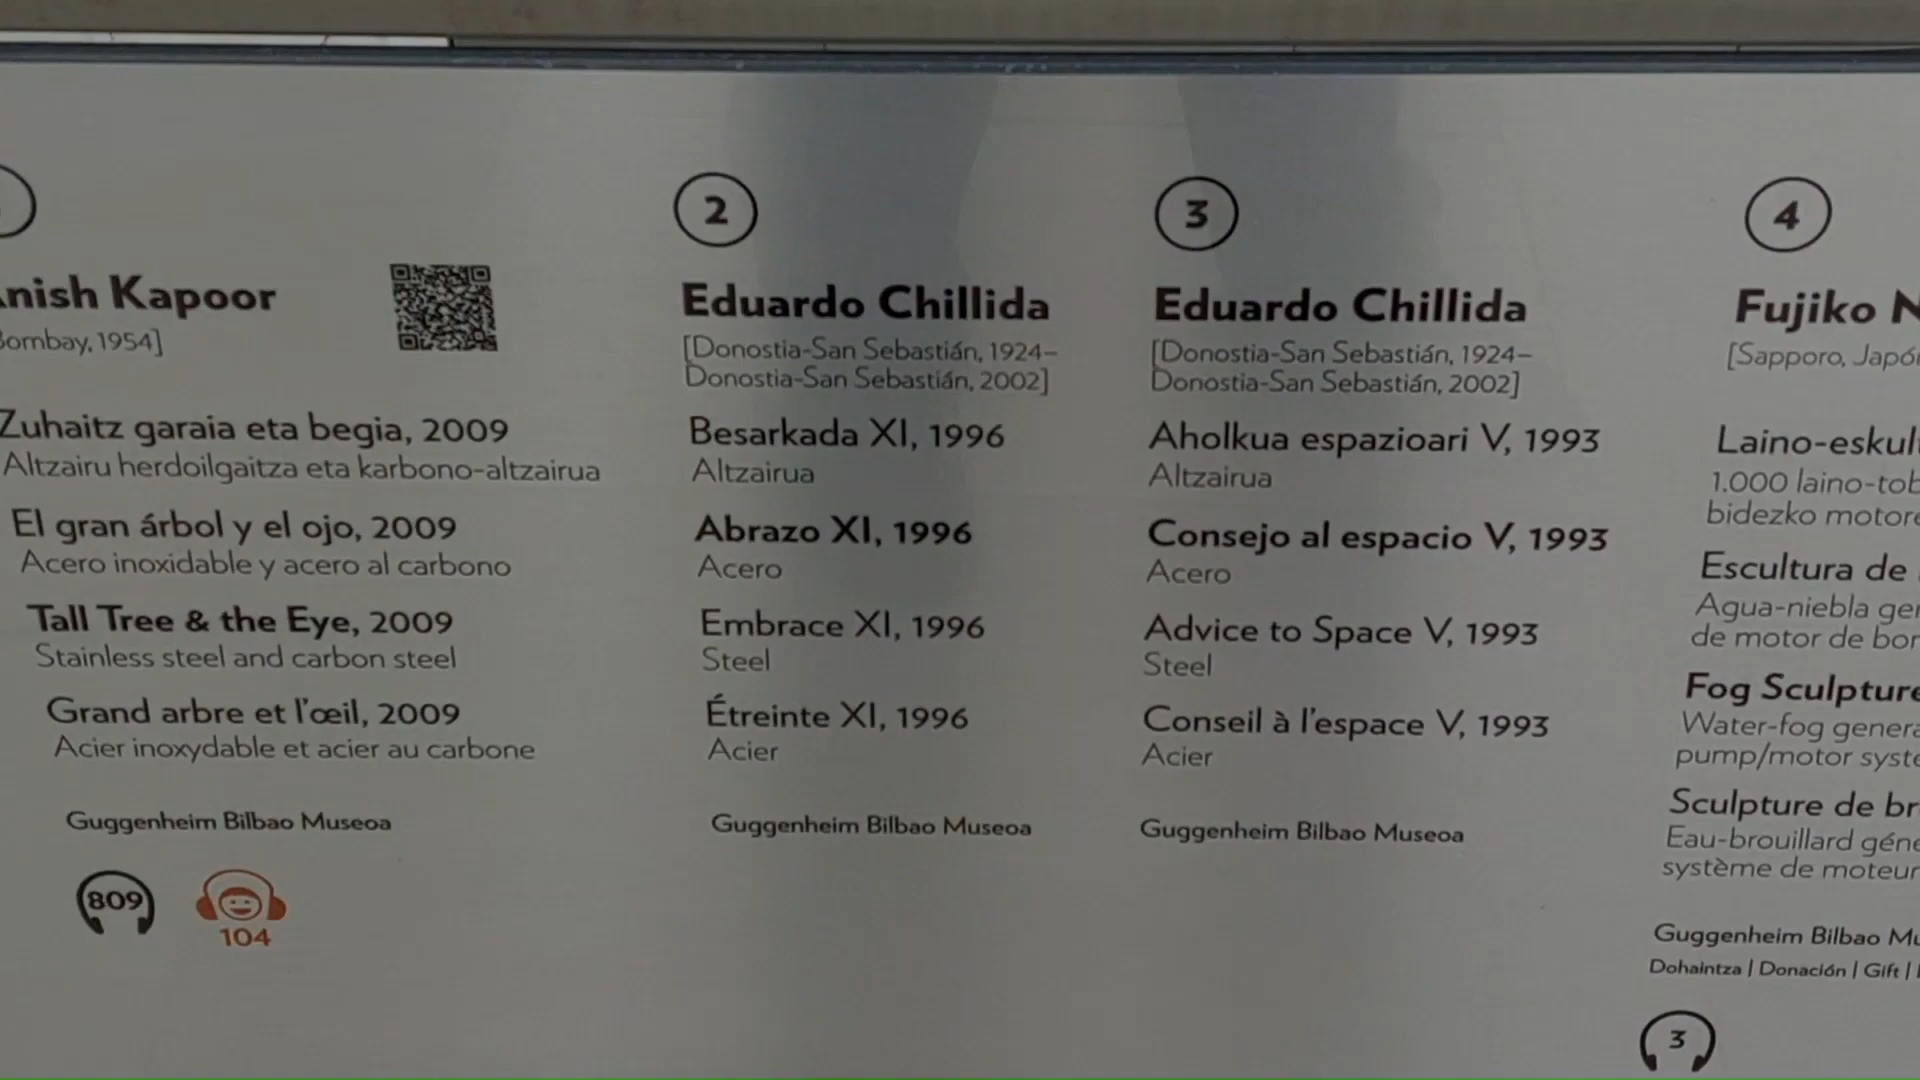 nish Kapoor
Bombay, 1954]
Zuhaitz garaia eta begia, 2009
Altzairu herdoilgaitza eta karbono-altzairua
El gran árbol y el ojo, 2009
Acero inoxidable y acero al carbono
Tall Tree & the Eye, 2009
Stainless steel and carbon steel
Grand arbre et l'œil, 2009
Acier inoxydable et acier au carbone
Guggenheim Bilbao Museoa
809
104
2
Eduardo Chillida
[Donostia-San Sebastián, 1924–
Donostia-San Sebastián, 2002]
Besarkada XI, 1996
Altzairua
Abrazo XI, 1996
Acero
Embrace XI, 1996
Steel
Étreinte XI, 1996
Acier
Guggenheim Bilbao Museoa
3
Eduardo Chillida
[Donostia-San Sebastián, 1924–
Donostia-San Sebastián, 2002]
Aholkua espazioari V, 1993
Altzairua
Consejo al espacio V, 1993
Acero
Advice to Space V, 1993
Steel
Conseil à l'espace V, 1993
Acier
Guggenheim Bilbao Museoa
4
Fujiko N
[Sapporo, Japón
Laino-eskul
1.000 laino-tob
bidezko motore
Escultura de
Agua-niebla gen
de motor de bom
Fog Sculpture
Water-fog genera
pump/motor syste
Sculpture de br
Eau-brouillard géné
système de moteur
Guggenheim Bilbao Mu
Dohaintza | Donación | Gift |
3